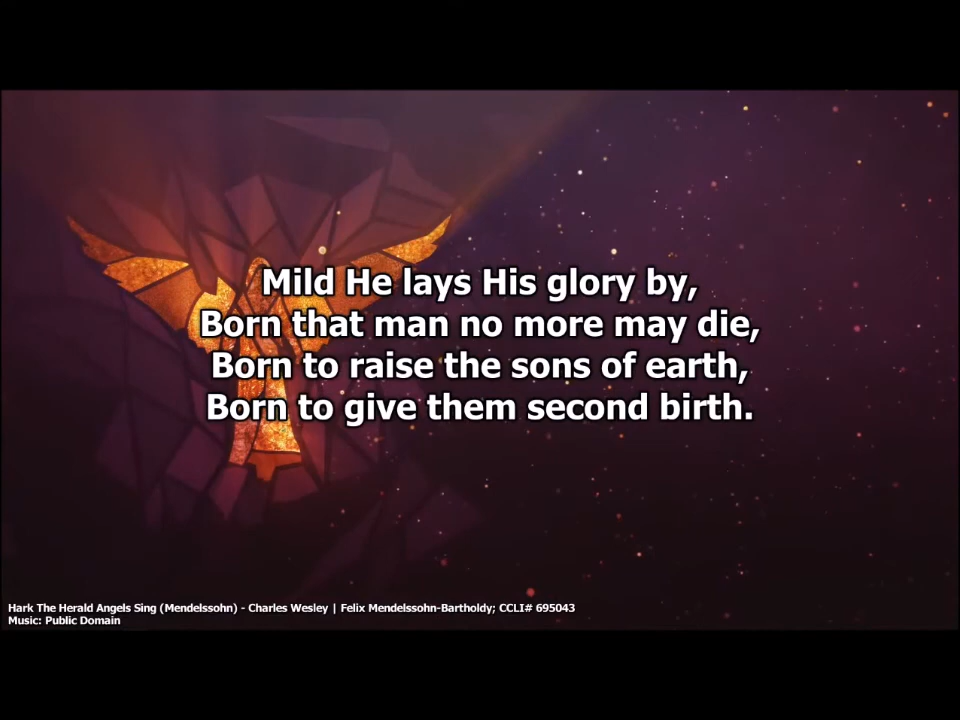 Mild He lays His glory by,
Born that man no more may die,
Born to raise the sons of earth,
Born to give them second birth.
Hark The Herald Angels Sing (Mendelssohn) - Charles Wesley | Felix Mendelssohn-Bartholdy; CCLI# 695043
Music: Public Domain